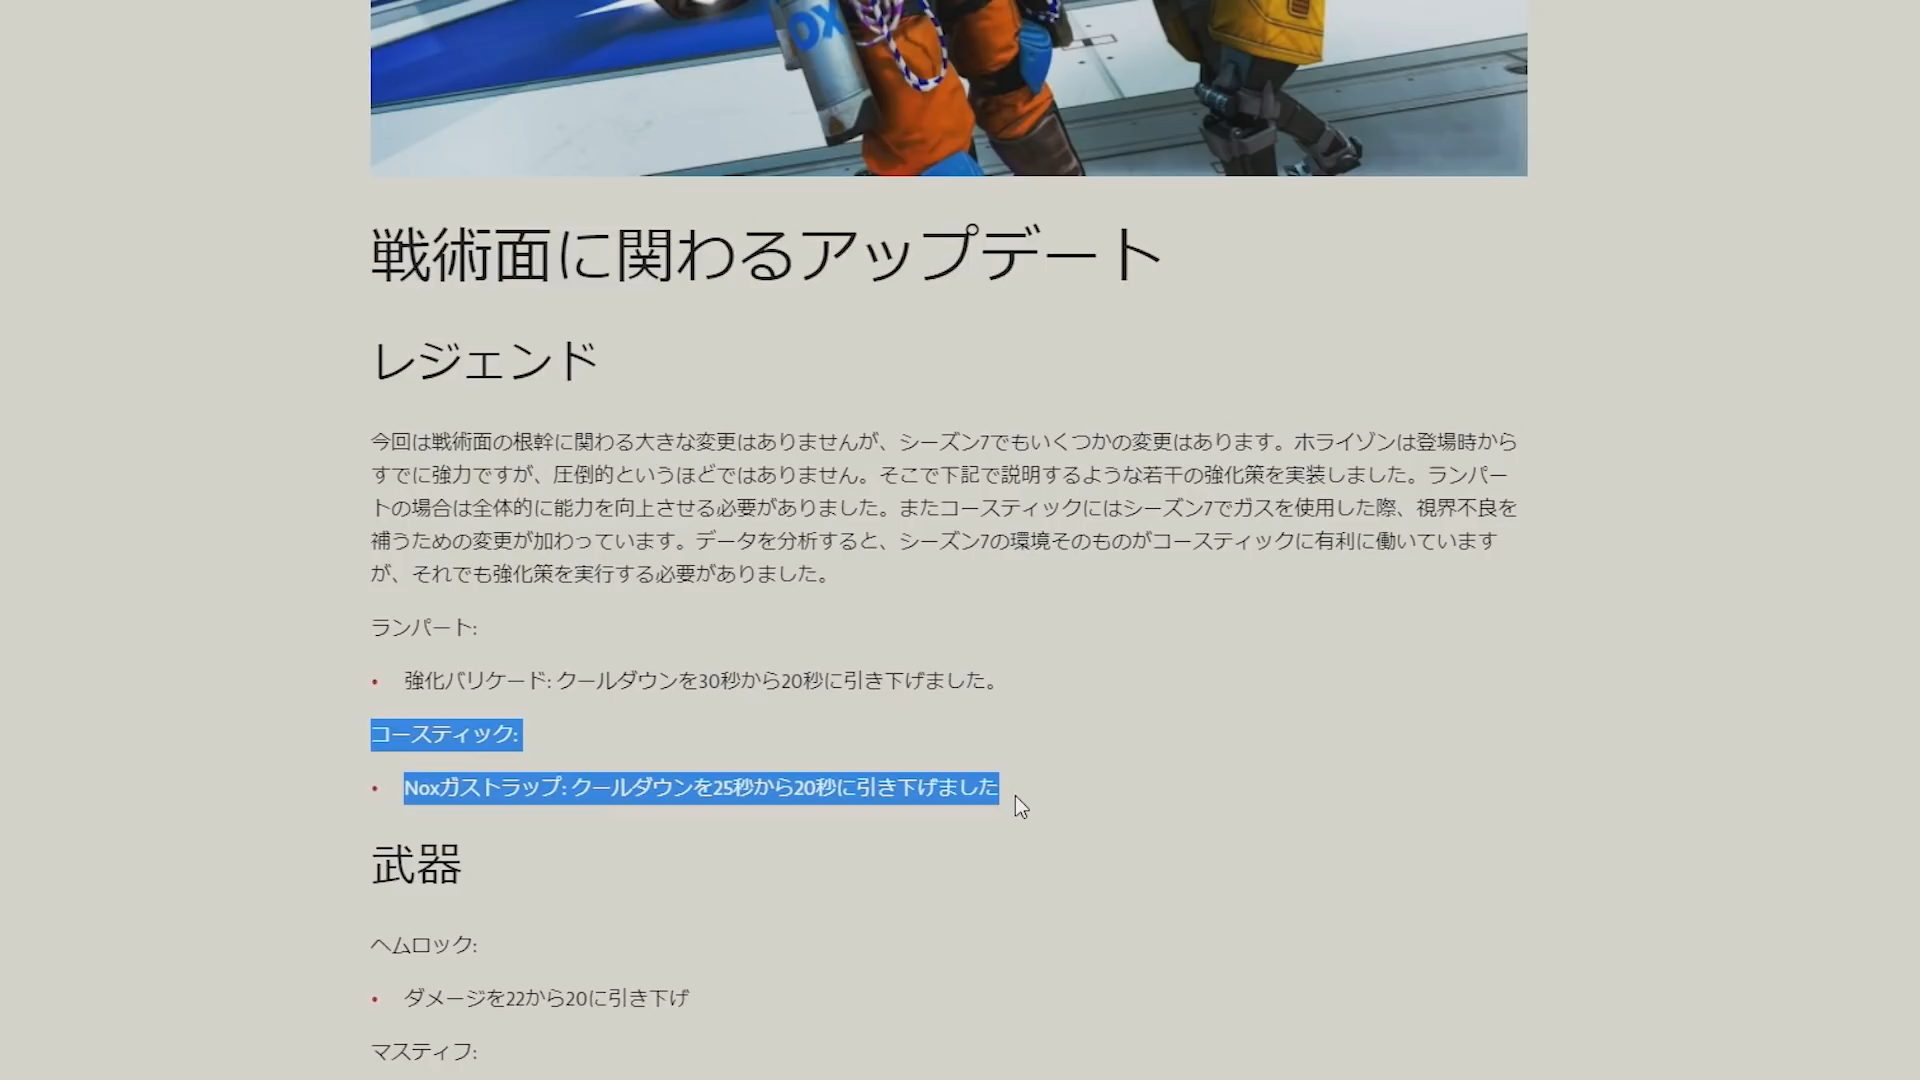 OX
戦術面に関わるアップデート
レジェンド
今回は戦術面の根幹に関わる大きな変更はありませんが、シーズン7でもいくつかの変更はあります。ホライゾンは登場時から
すでに強力ですが、圧倒的というほどではありません。そこで下記で説明するような若干の強化策を実装しました。ランパー
トの場合は全体的に能力を向上させる必要がありました。またコースティックにはシーズン7でガスを使用した際、視界不良を
補うための変更が加わっています。データを分析すると、シーズン7の環境そのものがコースティックに有利に働いています
が、それでも強化策を実行する必要がありました。
ランパート:
• 強化バリケード: クールダウンを30秒から20秒に引き下げました。
コースティック:
• Noxガストラップ: クールダウンを25秒から20秒に引き下げました
武器
ヘムロック:
• ダメージを22から20に引き下げ
マスティフ: